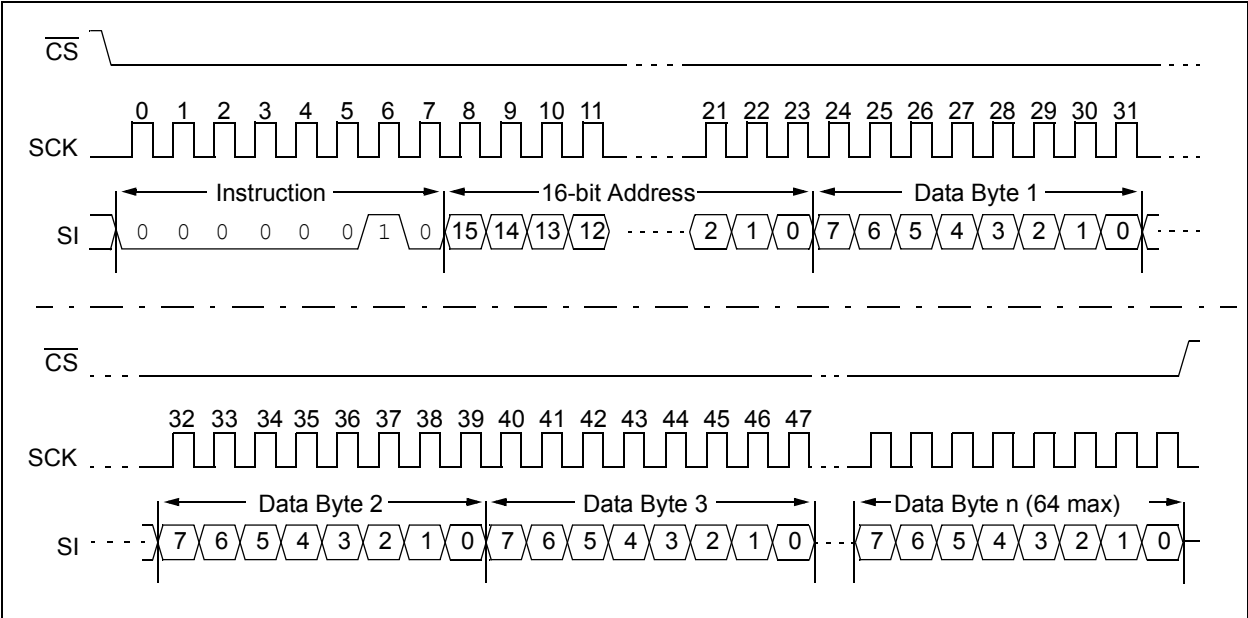 CS
0 1 2 3 4 5 6 7 8 9 10 11 21 22 23 24 25 26 27 28 29 30 31
SCK
Instruction 16-bit Address Data Byte 1
SI 0 0 0 0 0 0 1 0 15 14 13 12 2 1 0 7 6 5 4 3 2 1 0
CS
32 33 34 35 36 37 38 39 40 41 42 43 44 45 46 47
SCK
Data Byte 2 Data Byte 3 Data Byte n (64 max)
SI 7 6 5 4 3 2 1 0 7 6 5 4 3 2 1 0 7 6 5 4 3 2 1 0